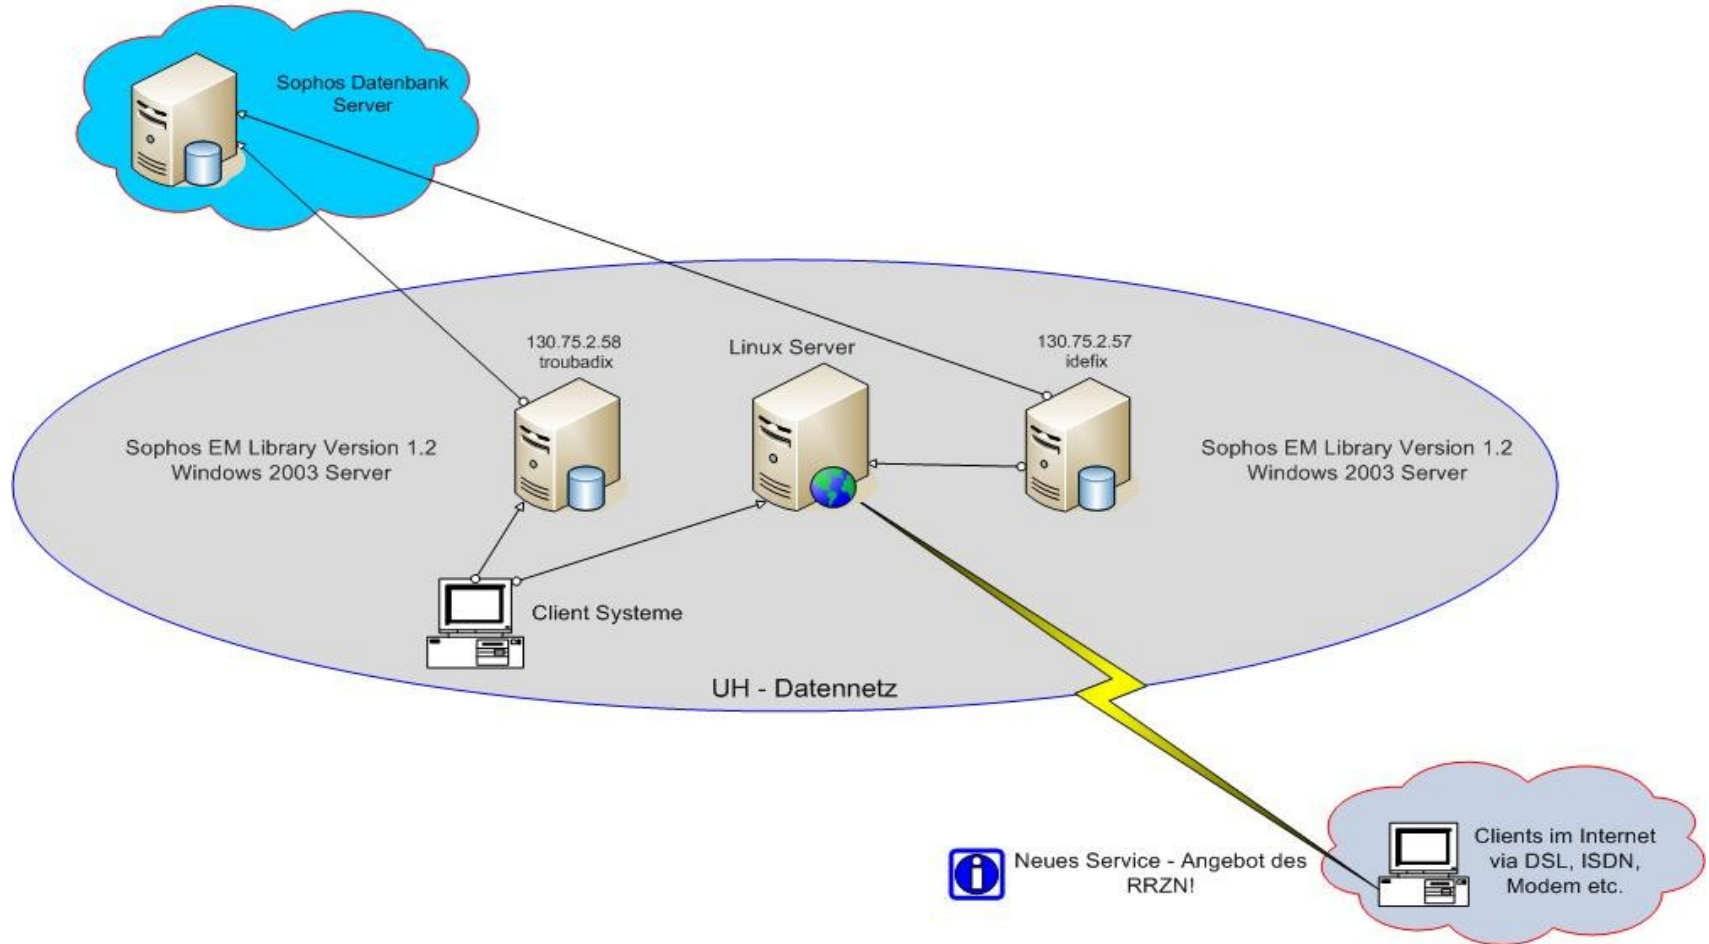 Sophos Datenbank
Server
130.75.2.58
troubadix
Linux Server
130.75.2.57
idefix
Sophos EM Library Version 1.2
Windows 2003 Server
Sophos EM Library Version 1.2
Windows 2003 Server
Client Systeme
UH - Datennetz
Neues Service - Angebot des
RRZN!
Clients im Internet
via DSL, ISDN,
Modem etc.